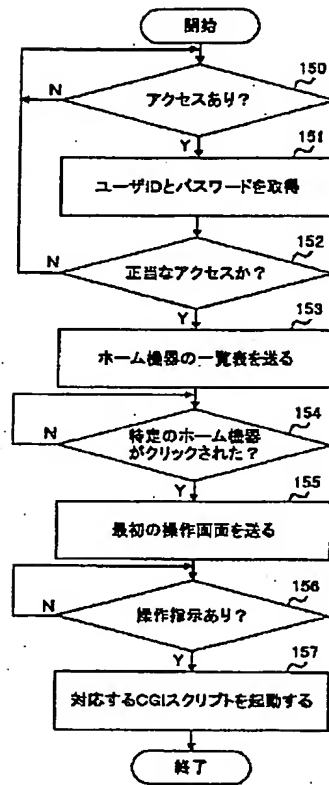 開始
150
アクセスあり?
N
Y
151
ユーザIDとパスワードを取得
152
正当なアクセスか?
N
Y
153
ホーム機器の一覧表を送る
154
特定のホーム機器
がクリックされた?
N
Y
155
最初の操作画面を送る
156
操作指示あり?
N
Y
157
対応するCGIスクリプトを起動する
終了